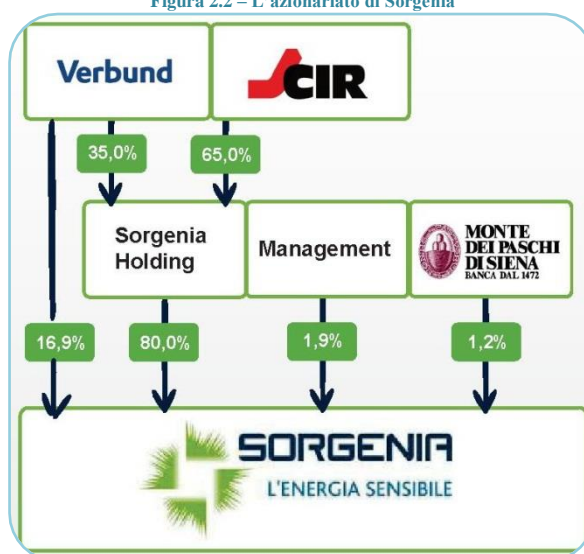 Figura 2.2 – L'azionariato di Sorgenia
Verbund
CIR
35,0%
65,0%
Sorgenia
Holding
Management
MONTE
DEI PASCHI
DI SIENA
BANCA DAL 1472
16,9%
80,0%
1,9%
1,2%
SORGENIA
L'ENERGIA SENSIBILE